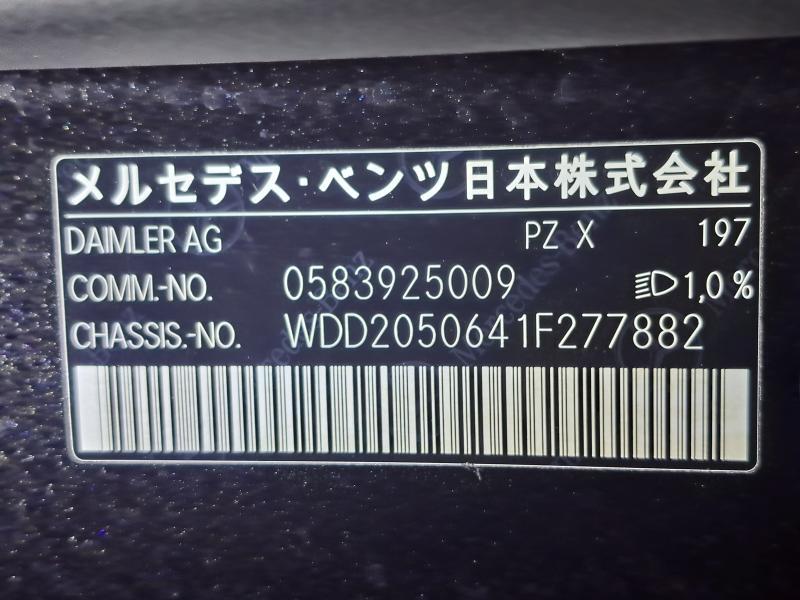 メルセデス・ベンツ日本株式会社
DAIMLER AG PZ X 197
COMM.-NO. 0583925009 1,0 %
CHASSIS.-NO. WDD2050641F277882